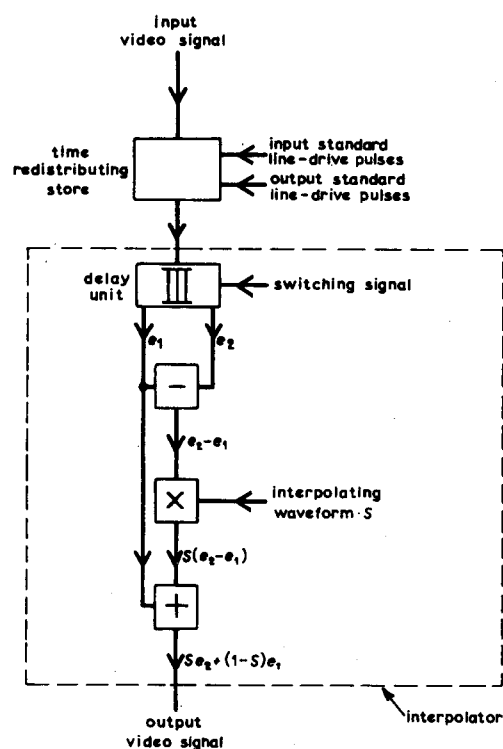 input
video signal
time
redistributing
store
input standard
line-drive pulses
output standard
line-drive pulses
delay
unit
switching signal
e₁
e₂
−
e₂−e₁
×
interpolating
waveform·S
S(e₂−e₁)
+
Se₂+(1−S)e₁
output
video signal
interpolator